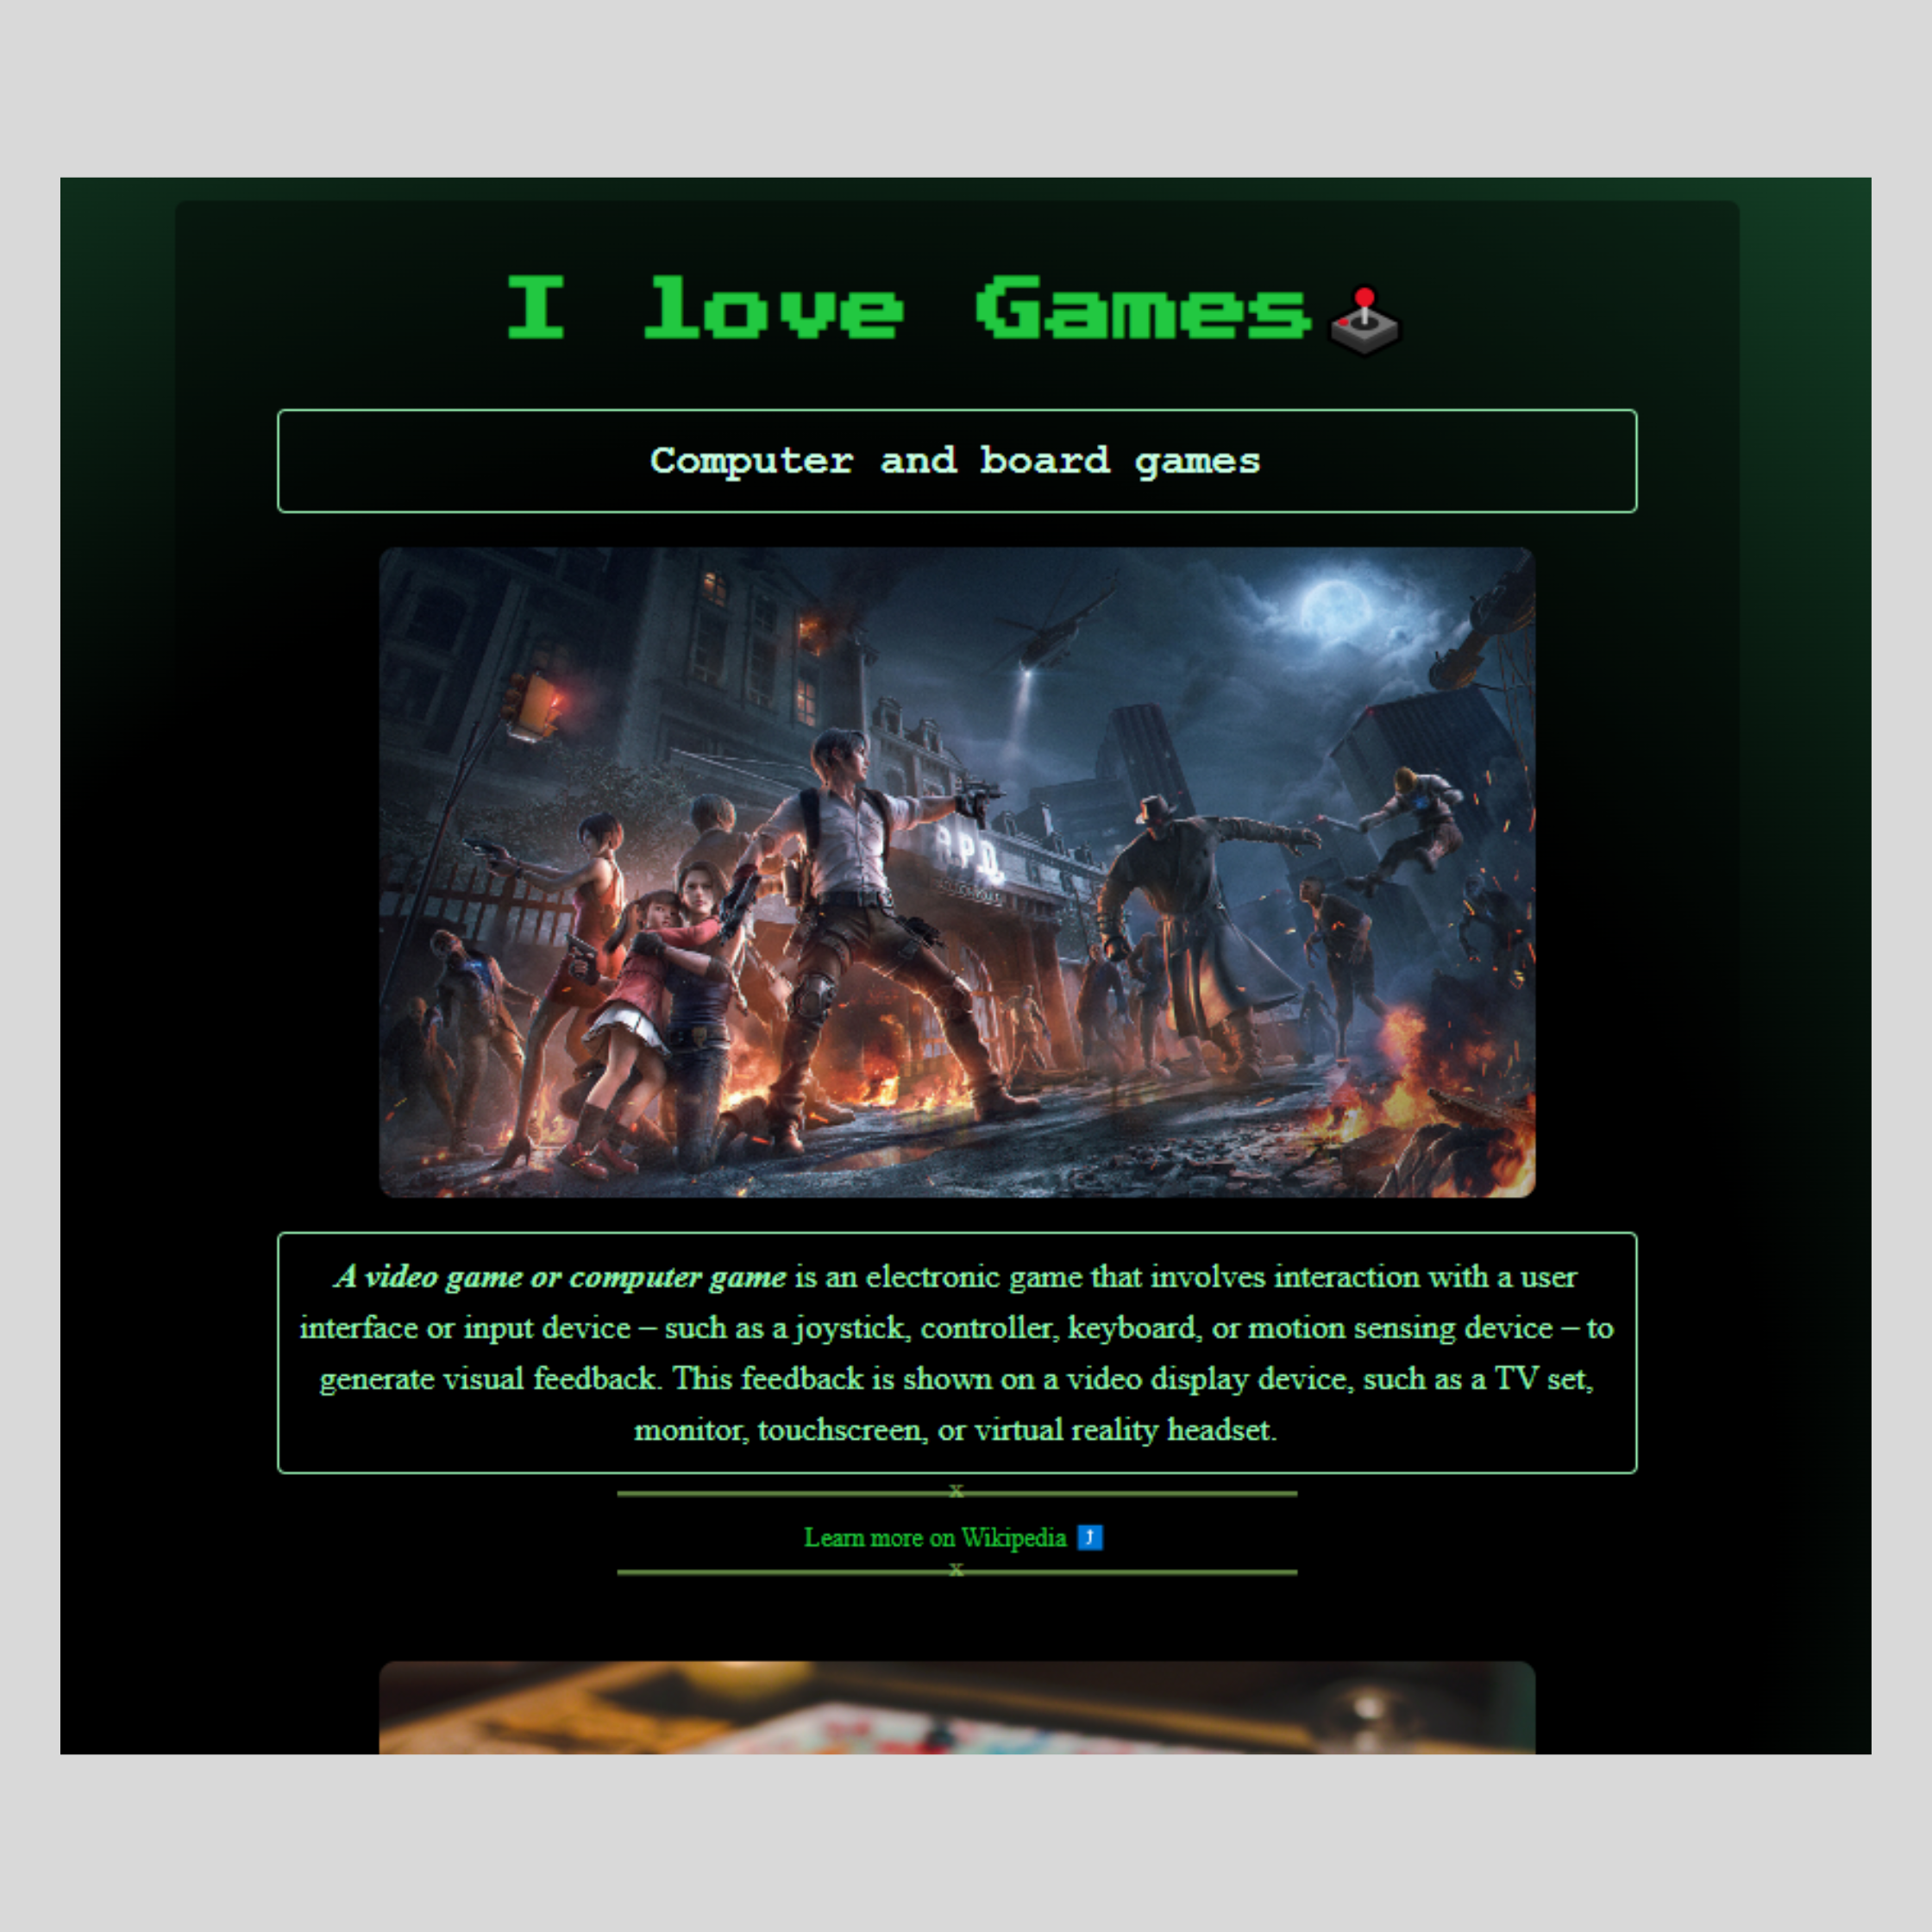 I love Games
Computer and board games
R.P.D.
A video game or computer game is an electronic game that involves interaction with a user
interface or input device – such as a joystick, controller, keyboard, or motion sensing device – to
generate visual feedback. This feedback is shown on a video display device, such as a TV set,
monitor, touchscreen, or virtual reality headset.
x
Learn more on Wikipedia
x